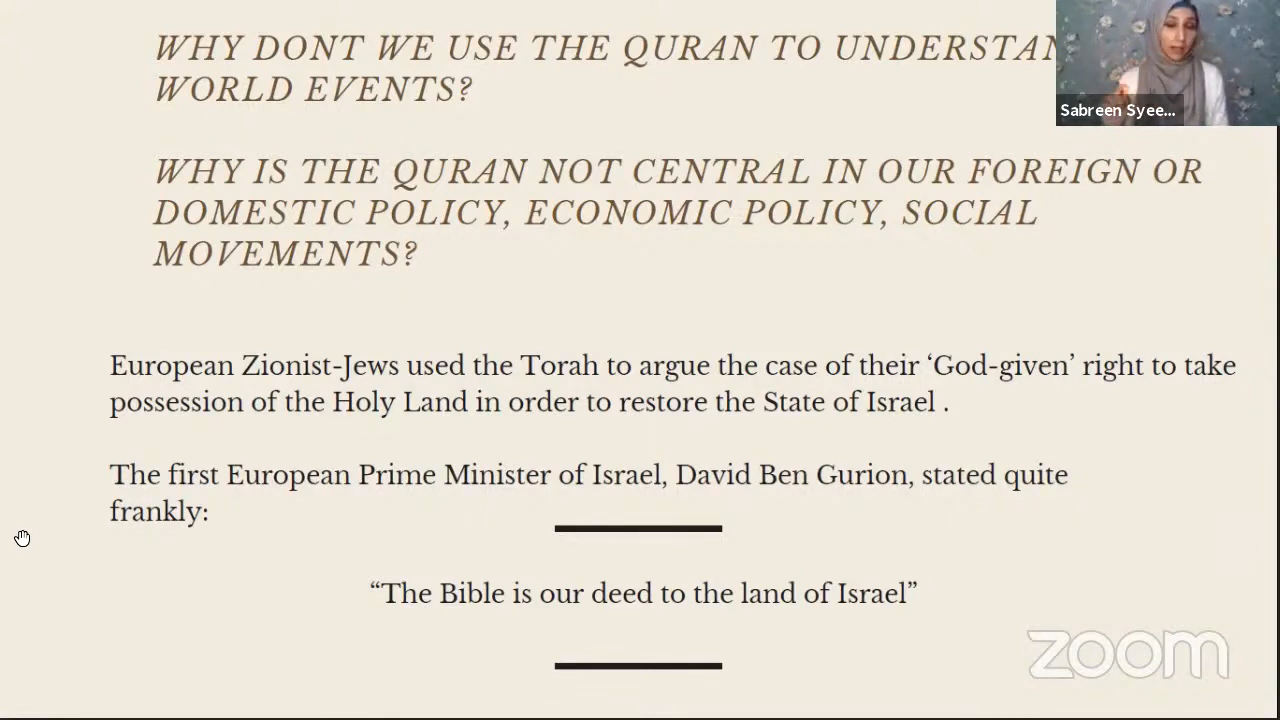 WHY DONT WE USE THE QURAN TO UNDERSTAN
WORLD EVENTS?
WHY IS THE QURAN NOT CENTRAL IN OUR FOREIGN OR
DOMESTIC POLICY, ECONOMIC POLICY, SOCIAL
MOVEMENTS?
European Zionist-Jews used the Torah to argue the case of their ‘God-given’ right to take
possession of the Holy Land in order to restore the State of Israel .
The first European Prime Minister of Israel, David Ben Gurion, stated quite
frankly:
“The Bible is our deed to the land of Israel”
Sabreen Syee...
zoom